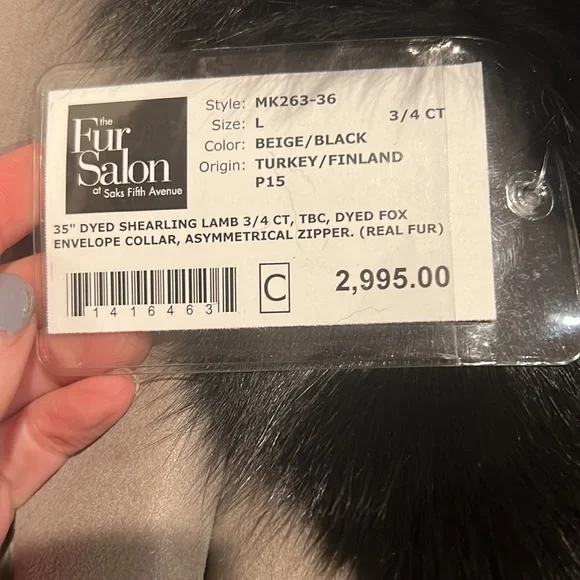 the
Fur
Salon
at Saks Fifth Avenue
Style: MK263-36
Size: L 3/4 CT
Color: BEIGE/BLACK
Origin: TURKEY/FINLAND
P15
35" DYED SHEARLING LAMB 3/4 CT, TBC, DYED FOX
ENVELOPE COLLAR, ASYMMETRICAL ZIPPER. (REAL FUR)
1416463
C
2,995.00